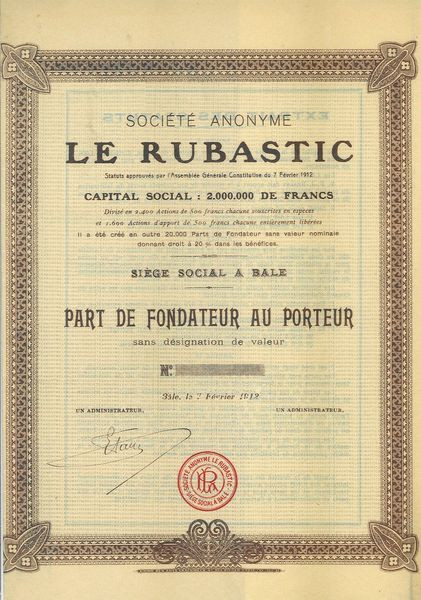 SOCIÉTÉ ANONYME
LE RUBASTIC
Statuts approuvés par l'Assemblée Générale Constitutive du 7 Février 1912
CAPITAL SOCIAL : 2.000.000 DE FRANCS
Divisé en 2.400 Actions de 500 francs chacune souscrites en espèces
et 1.600 Actions d'apport de 500 francs chacune entièrement libérées
Il a été créé en outre 20.000 Parts de Fondateur sans valeur nominale
donnant droit à 20 % dans les bénéfices.
SIÈGE SOCIAL A BALE
PART DE FONDATEUR AU PORTEUR
sans désignation de valeur
No
Bâle, le 7 Février 1912
UN ADMINISTRATEUR, UN ADMINISTRATEUR,
SOCIÉTÉ ANONYME LE RUBASTIC
SIÈGE SOCIAL A BALE